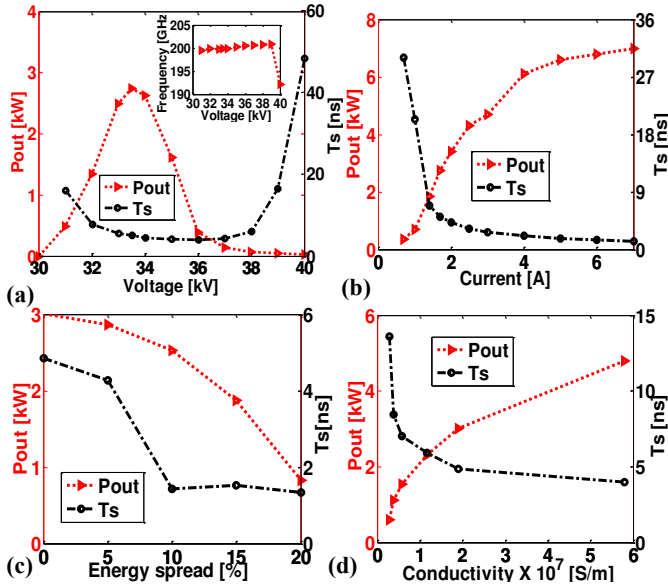 4
3
2
1
0
Pout [kW]
30 32 34 36 38 40
Voltage [kV]
60
40
20
0
Ts [ns]
Pout
Ts
(a)
Frequency [GHz]
205
200
195
190
30 32 34 36 38 40
Voltage [kV]
8
6
4
2
0
Pout [kW]
0 2 4 6 7
Current [A]
36
27
18
9
0
Ts [ns]
Pout
Ts
(b)
3
2
1
0
Pout [kW]
0 5 10 15 20
Energy spread [%]
6
4
2
0
Ts[ns]
Pout
Ts
(c)
6
4
2
0
Pout [kW]
0 1 2 3 4 5 6
Conductivity X 10^7 [S/m]
15
10
5
0
Ts [ns]
Pout
Ts
(d)